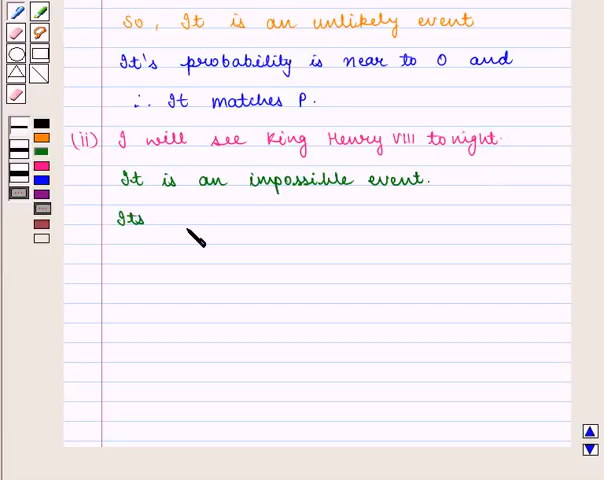 So, It is an unlikely event
It's probability is near to 0 and
∴ It matches P.
(ii) I will see King Henry VIII tonight.
It is an impossible event.
Its